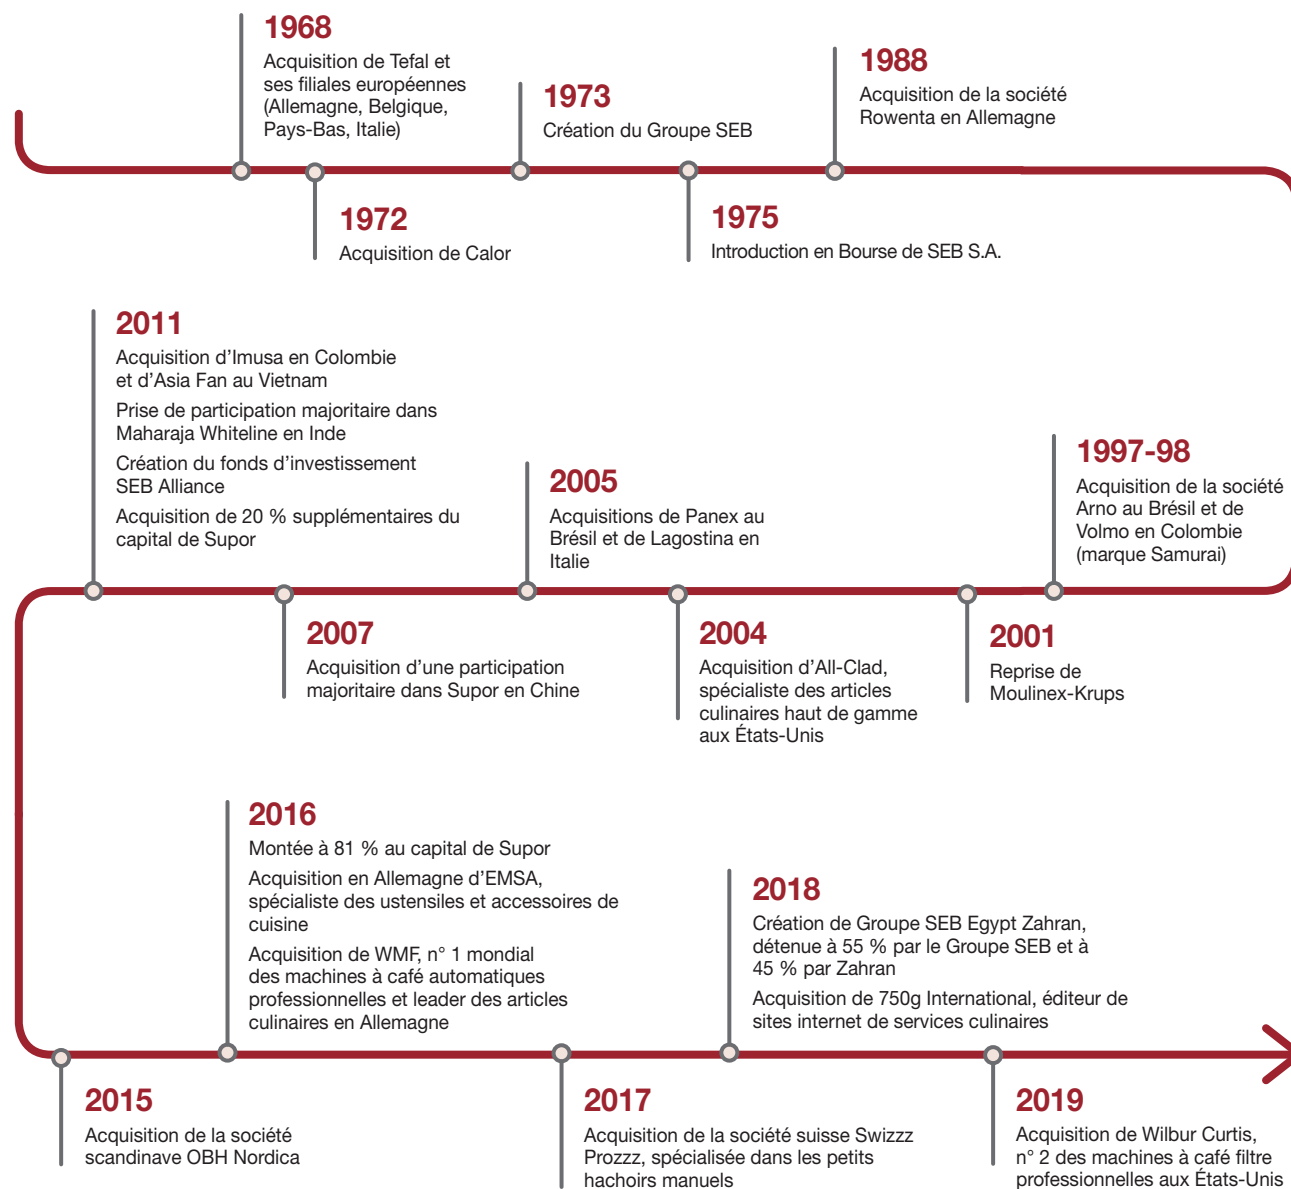 1968
Acquisition de Tefal et
ses filiales européennes
(Allemagne, Belgique,
Pays-Bas, Italie)
1972
Acquisition de Calor
1973
Création du Groupe SEB
1975
Introduction en Bourse de SEB S.A.
1988
Acquisition de la société
Rowenta en Allemagne
1997-98
Acquisition de la société
Arno au Brésil et de
Volmo en Colombie
(marque Samurai)
2001
Reprise de
Moulinex-Krups
2004
Acquisition d’All-Clad,
spécialiste des articles
culinaires haut de gamme
aux États-Unis
2005
Acquisitions de Panex au
Brésil et de Lagostina en
Italie
2007
Acquisition d’une participation
majoritaire dans Supor en Chine
2011
Acquisition d’Imusa en Colombie
et d’Asia Fan au Vietnam
Prise de participation majoritaire dans
Maharaja Whiteline en Inde
Création du fonds d’investissement
SEB Alliance
Acquisition de 20 % supplémentaires du
capital de Supor
2015
Acquisition de la société
scandinave OBH Nordica
2016
Montée à 81 % au capital de Supor
Acquisition en Allemagne d’EMSA,
spécialiste des ustensiles et accessoires de
cuisine
Acquisition de WMF, n° 1 mondial
des machines à café automatiques
professionnelles et leader des articles
culinaires en Allemagne
2017
Acquisition de la société suisse Swizzz
Prozzz, spécialisée dans les petits
hachoirs manuels
2018
Création de Groupe SEB Egypt Zahran,
détenue à 55 % par le Groupe SEB et à
45 % par Zahran
Acquisition de 750g International, éditeur de
sites internet de services culinaires
2019
Acquisition de Wilbur Curtis,
n° 2 des machines à café filtre
professionnelles aux États-Unis